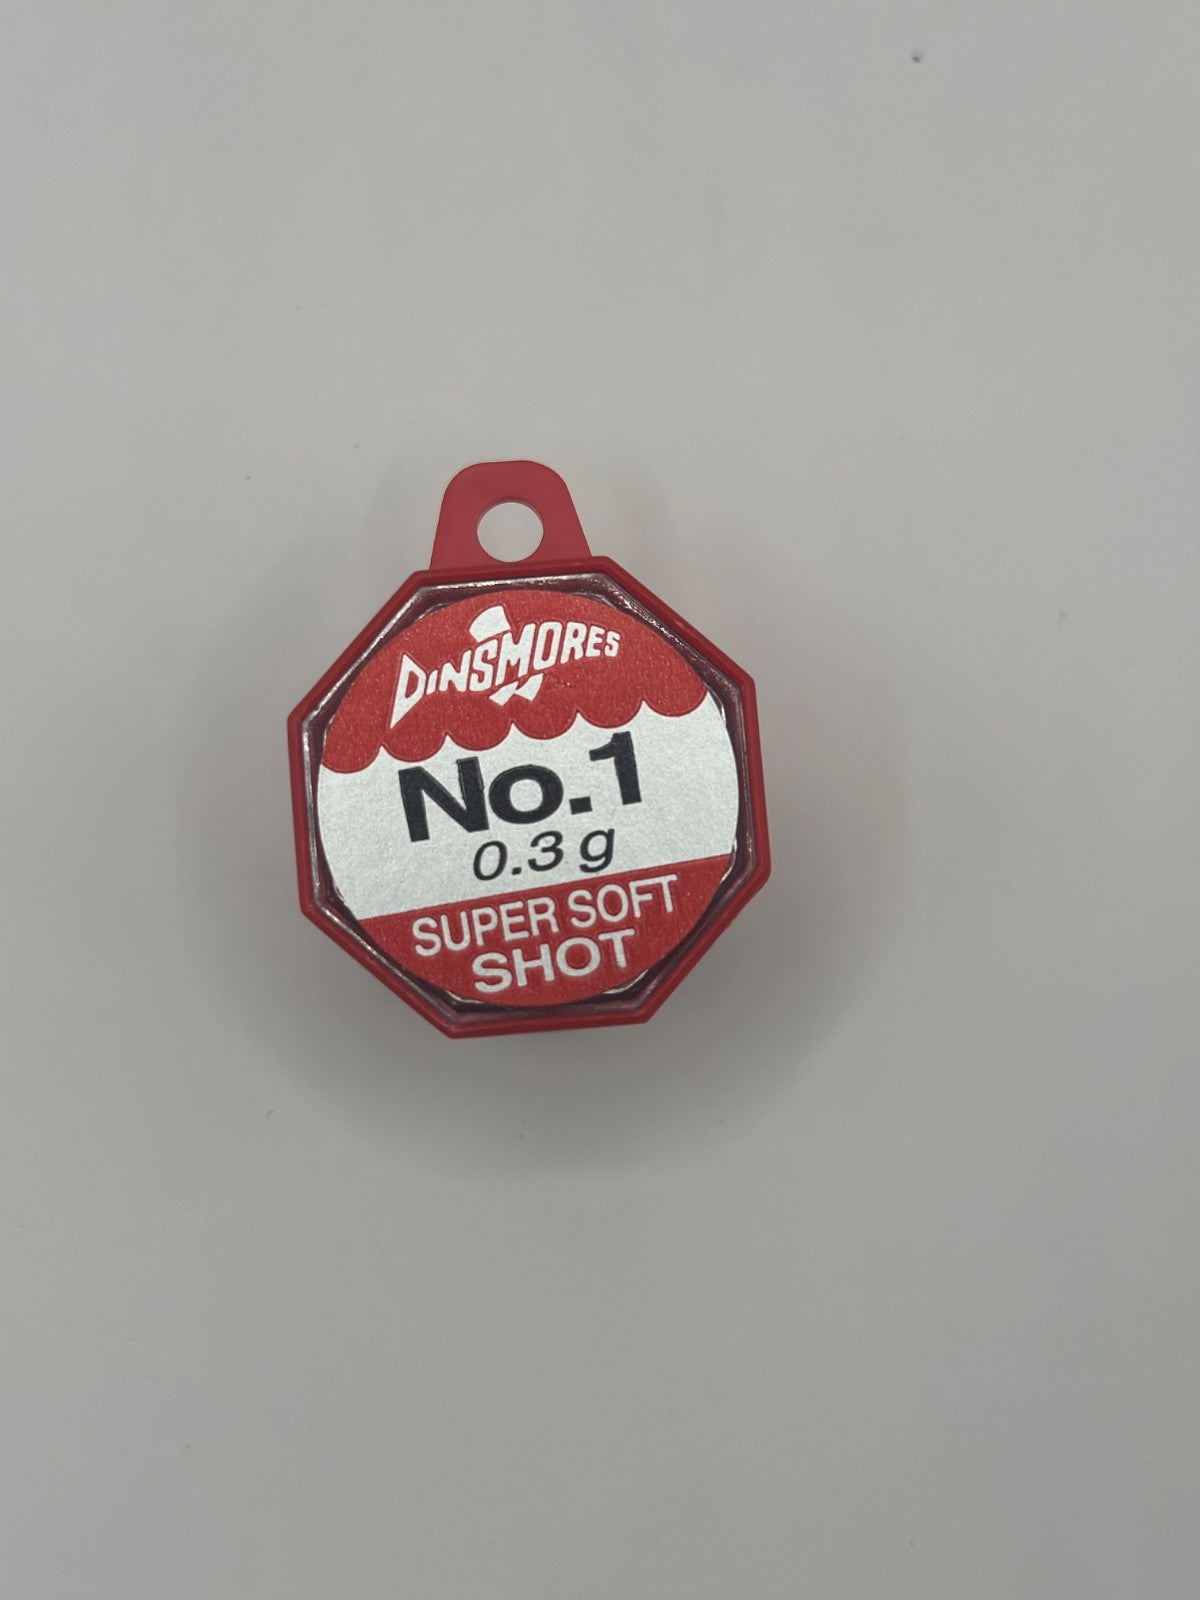 DINSMORES
No.1
0.3 g
SUPER SOFT
SHOT